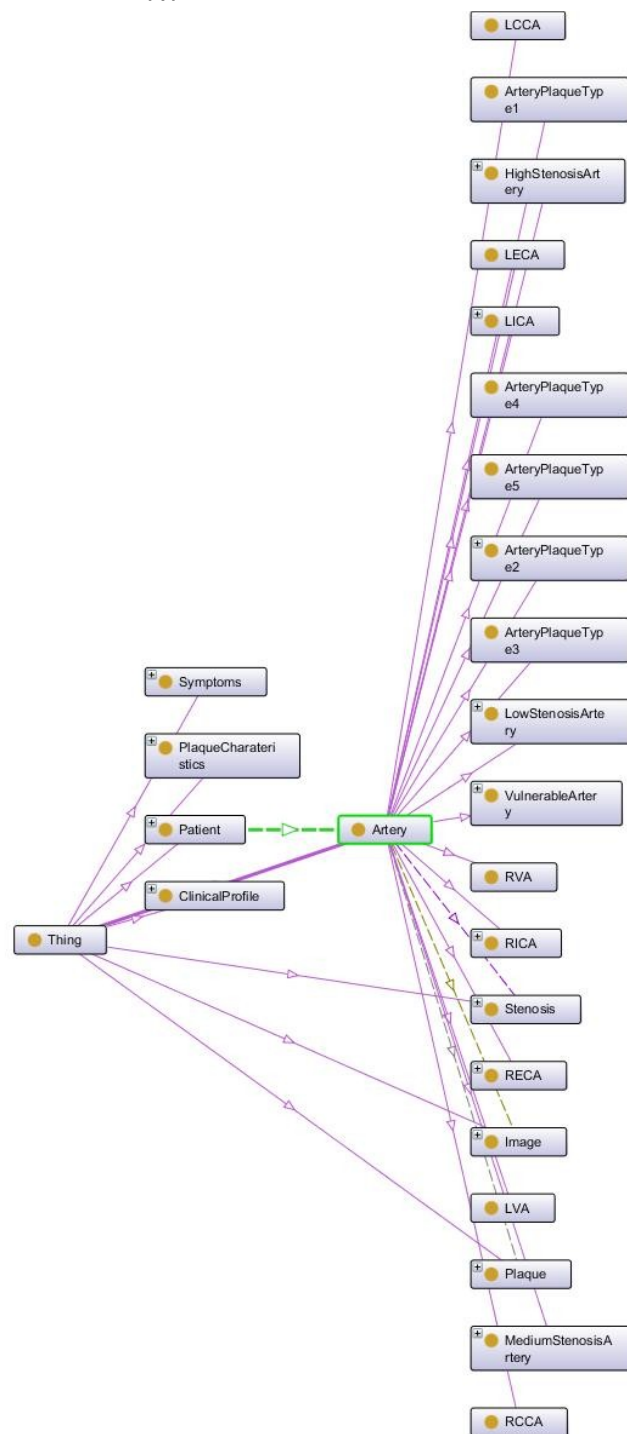 LCCA
ArteryPlaqueTyp
e1
HighStenosisArt
ery
LECA
LICA
ArteryPlaqueTyp
e4
ArteryPlaqueTyp
e5
ArteryPlaqueTyp
e2
ArteryPlaqueTyp
e3
Symptoms
LowStenosisArte
ry
PlaqueCharateri
stics
VulnerableArter
y
Patient
Artery
RVA
ClinicalProfile
Thing
RICA
Stenosis
RECA
Image
LVA
Plaque
MediumStenosisA
rtery
RCCA